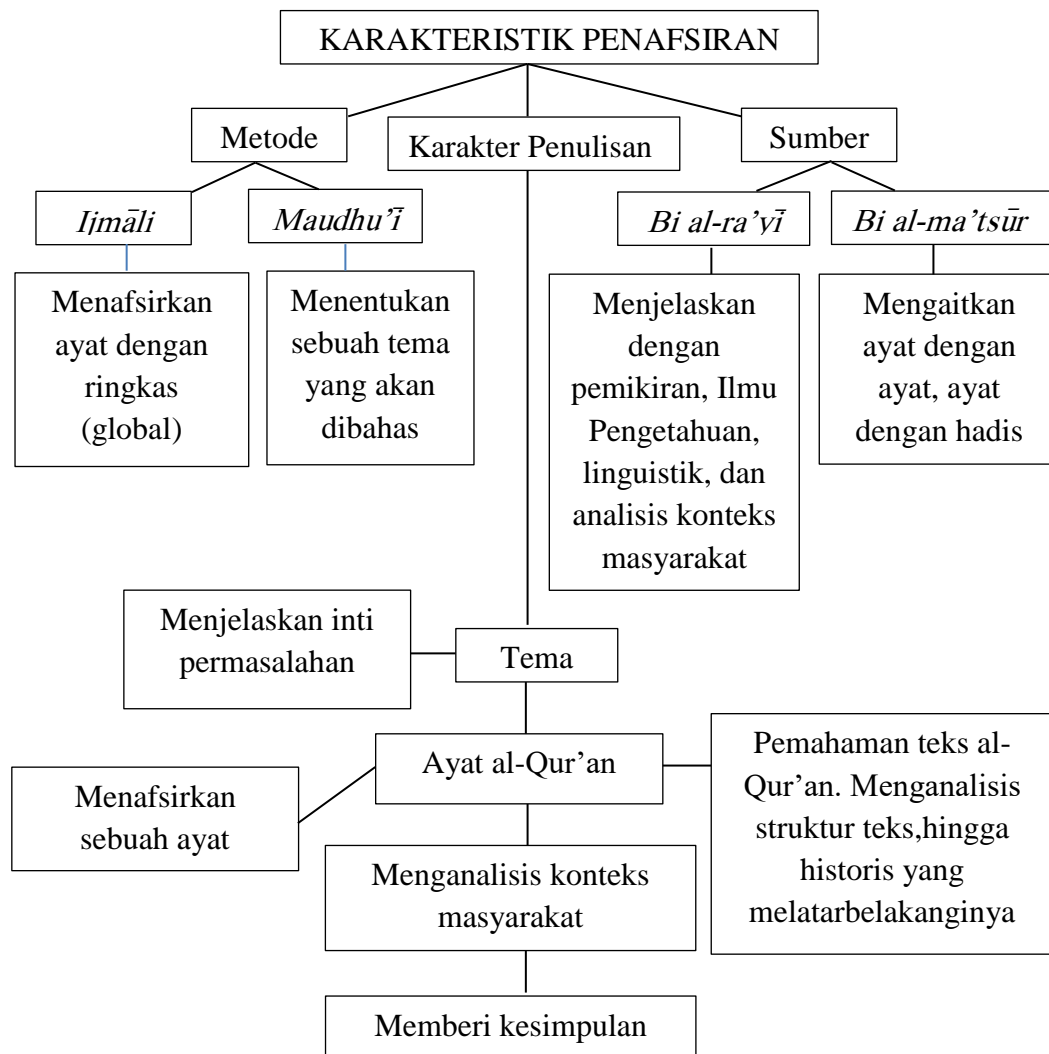 KARAKTERISTIK PENAFSIRAN
Metode
Karakter Penulisan
Sumber
Ijmāli
Maudhu’ī
Bi al-ra’yī
Bi al-ma’tsūr
Menafsirkan
ayat dengan
ringkas
(global)
Menentukan
sebuah tema
yang akan
dibahas
Menjelaskan
dengan
pemikiran, Ilmu
Pengetahuan,
linguistik, dan
analisis konteks
masyarakat
Mengaitkan
ayat dengan
ayat, ayat
dengan hadis
Menjelaskan inti
permasalahan
Tema
Ayat al-Qur’an
Menafsirkan
sebuah ayat
Pemahaman teks al-
Qur’an. Menganalisis
struktur teks,hingga
historis yang
melatarbelakanginya
Menganalisis konteks
masyarakat
Memberi kesimpulan